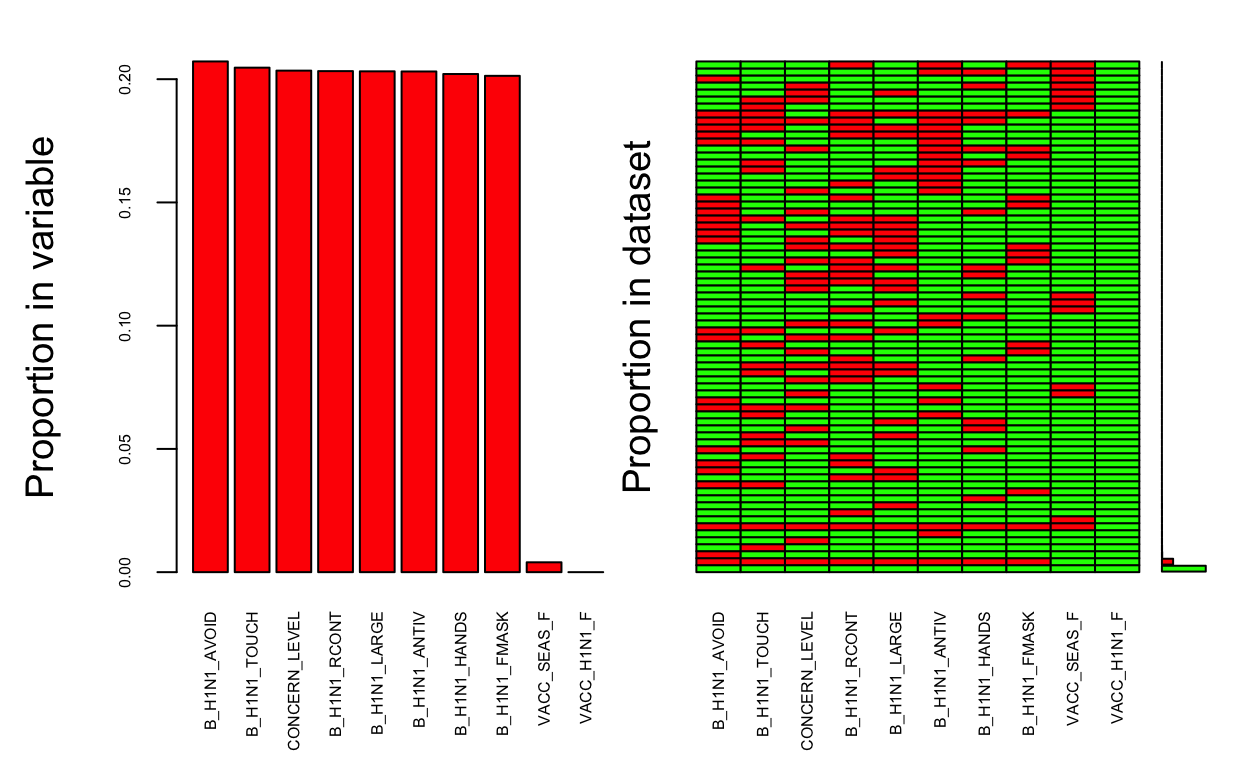 Proportion in variable
0.20
0.15
0.10
0.05
0.00
B_H1N1_AVOID
B_H1N1_TOUCH
CONCERN_LEVEL
B_H1N1_RCONT
B_H1N1_LARGE
B_H1N1_ANTIV
B_H1N1_HANDS
B_H1N1_FMASK
VACC_SEAS_F
VACC_H1N1_F
Proportion in dataset
B_H1N1_AVOID
B_H1N1_TOUCH
CONCERN_LEVEL
B_H1N1_RCONT
B_H1N1_LARGE
B_H1N1_ANTIV
B_H1N1_HANDS
B_H1N1_FMASK
VACC_SEAS_F
VACC_H1N1_F